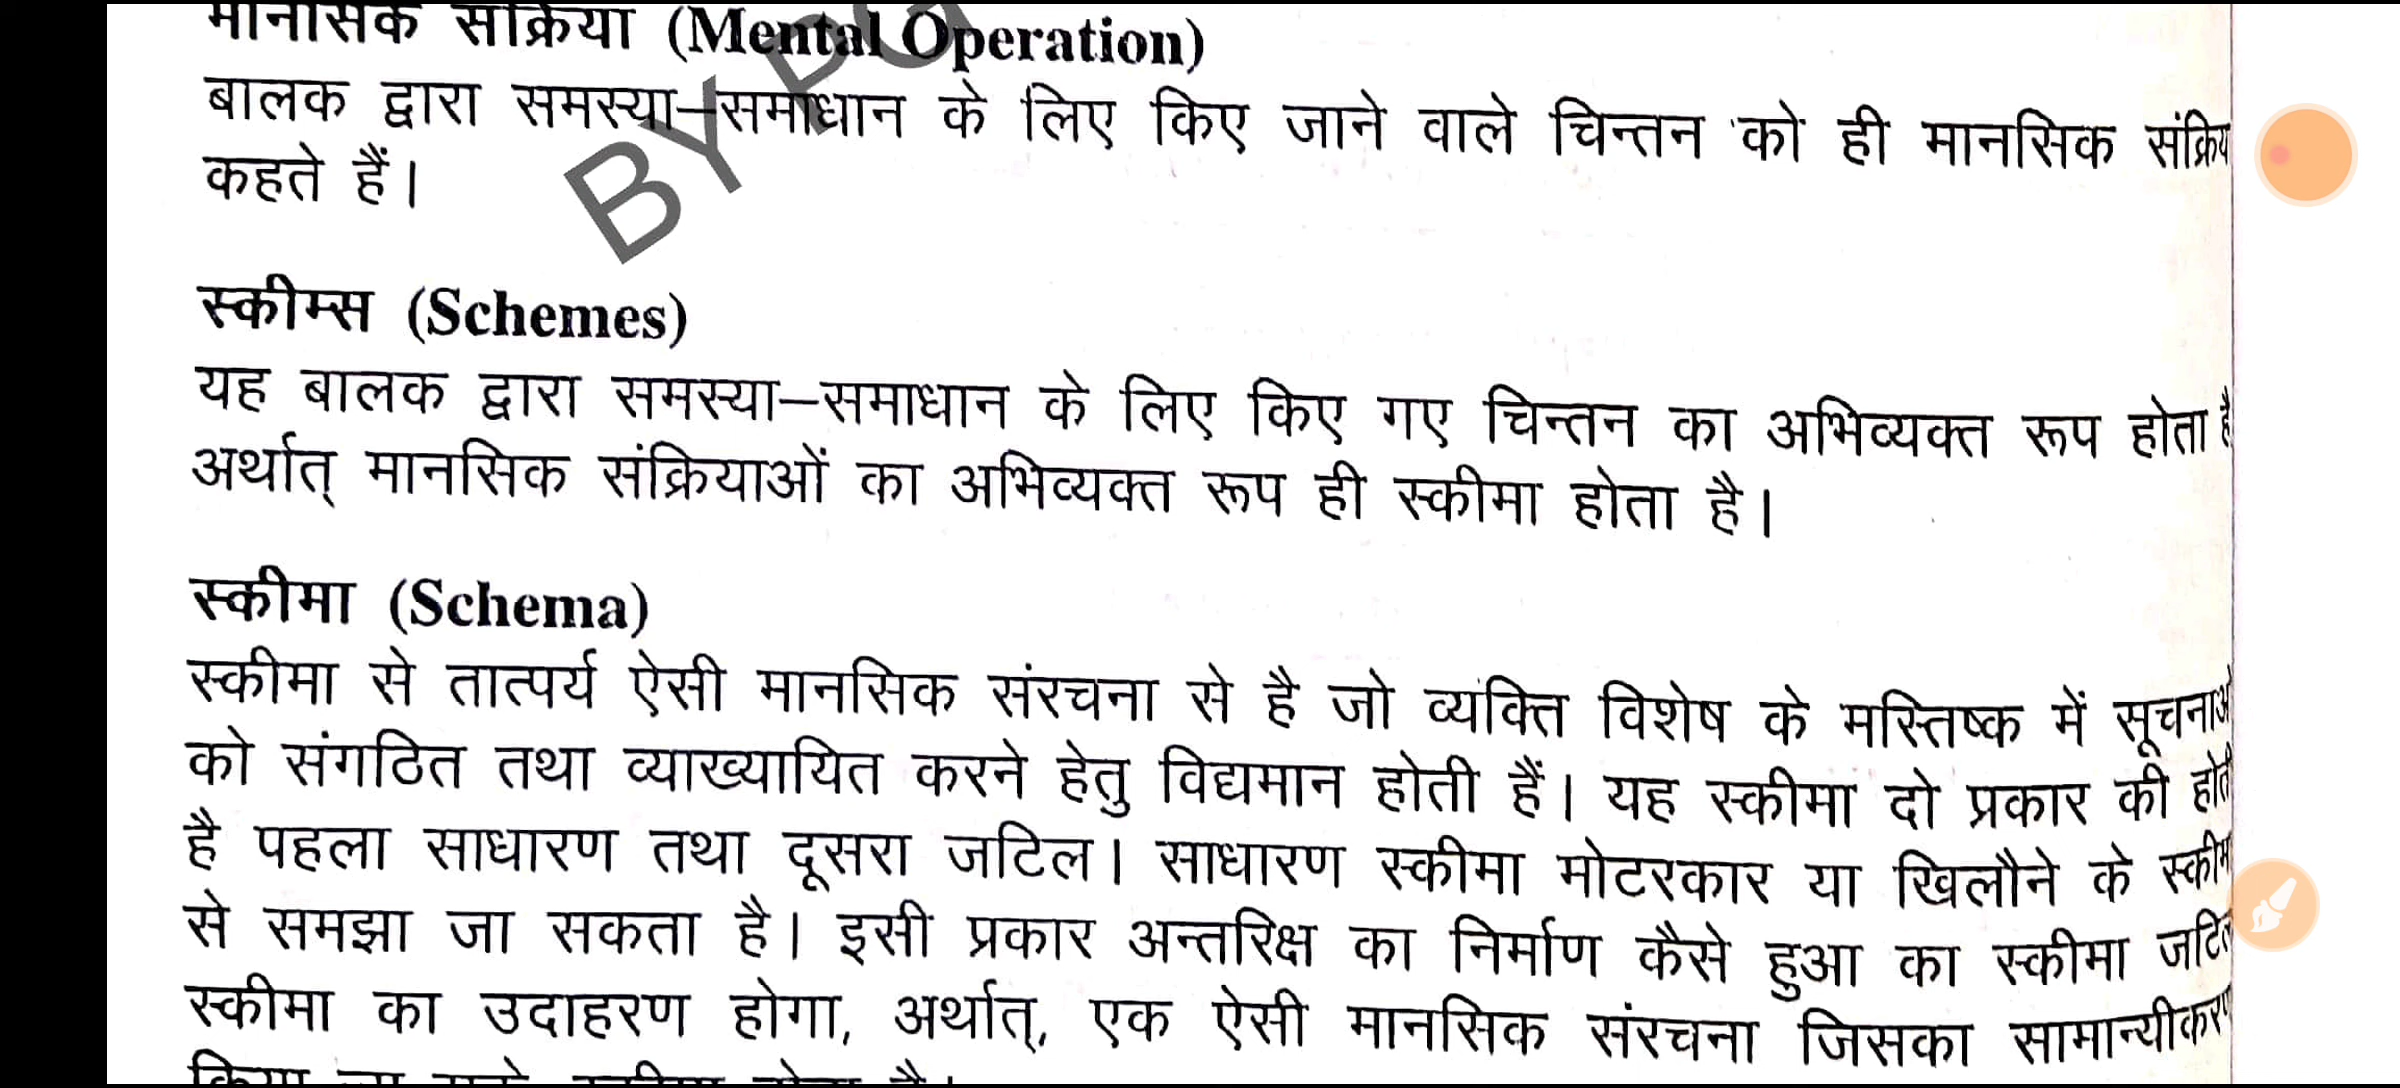 मानसिक संक्रिया (Mental Operation)
बालक द्वारा समस्या–समाधान के लिए किए जाने वाले चिन्तन को ही मानसिक
कहते हैं।
BY PG
स्कीम्स (Schemes)
यह बालक द्वारा समस्या–समाधान के लिए किए गए चिन्तन का अभिव्यक्त रूप होता है
अर्थात् मानसिक संक्रियाओं का अभिव्यक्त रूप ही स्कीमा होता है।
स्कीमा (Schema)
स्कीमा से तात्पर्य ऐसी मानसिक संरचना से है जो व्यक्ति विशेष के मस्तिष्क में
को संगठित तथा व्याख्यायित करने हेतु विद्यमान होती हैं। यह स्कीमा दो प्रकार की होती
है पहला साधारण तथा दूसरा जटिल। साधारण स्कीमा मोटरकार या खिलौने के
से समझा जा सकता है। इसी प्रकार अन्तरिक्ष का निर्माण कैसे हुआ का स्कीमा
स्कीमा का उदाहरण होगा, अर्थात्, एक ऐसी मानसिक संरचना जिसका